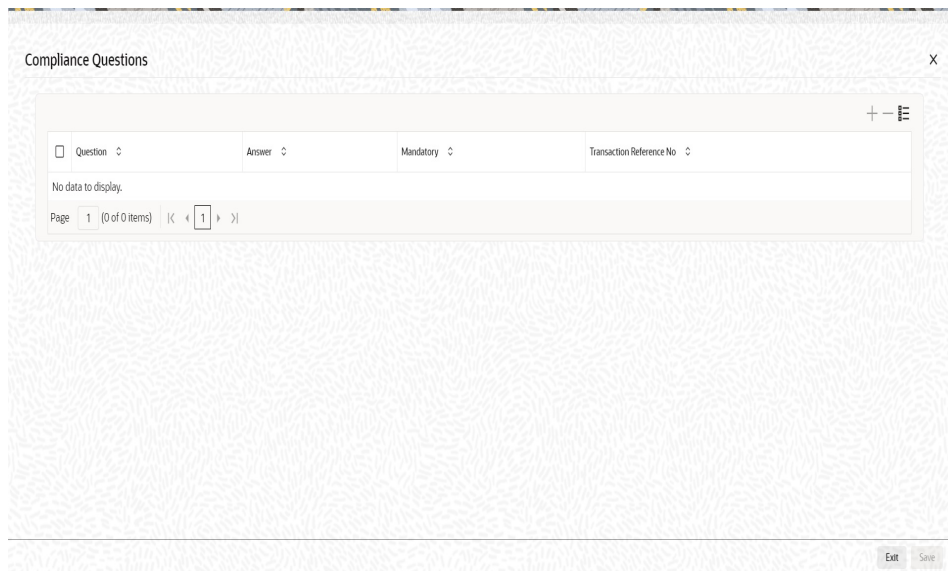 Compliance Questions X
Question Answer Mandatory Transaction Reference No
No data to display.
Page 1 (0 of 0 items) 1
Exit Save